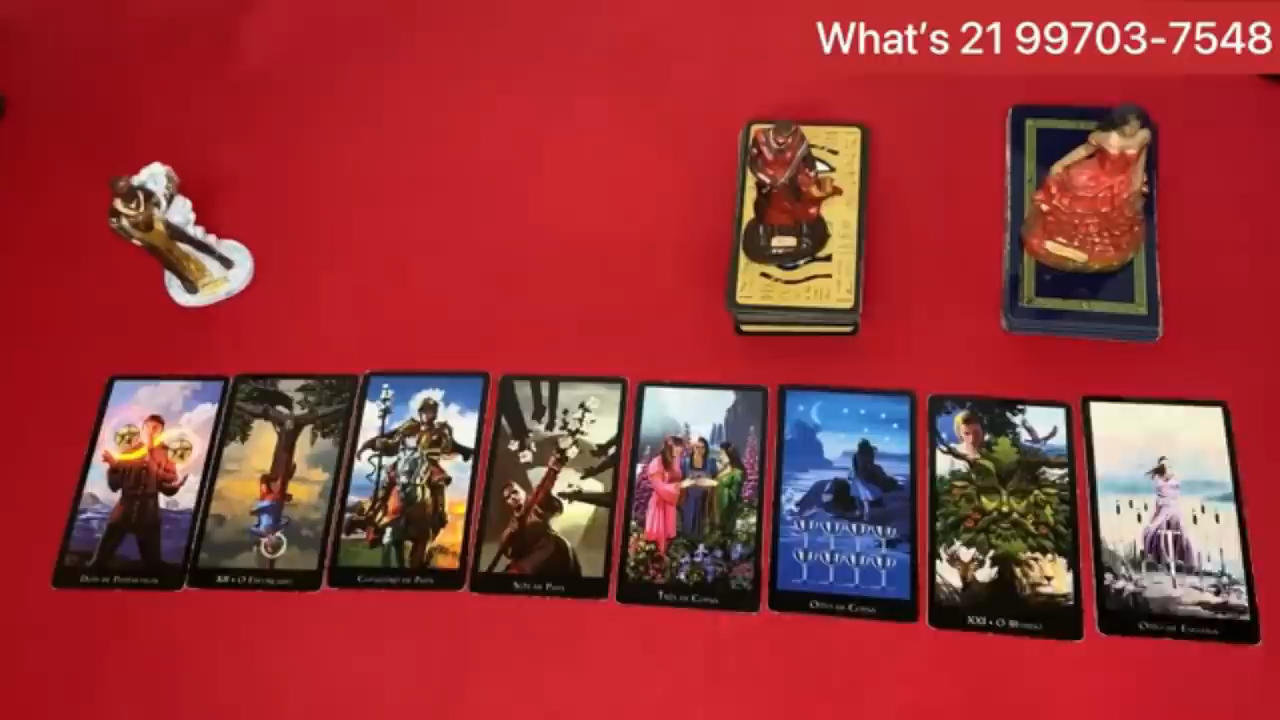 What's 21 99703-7548
Dois de Pentáculos
XII • O Enforcado
Cavaleiro de Paus
Sete de Paus
Três de Copas
Oito de Copas
XXI • O Mundo
Oito de Espadas